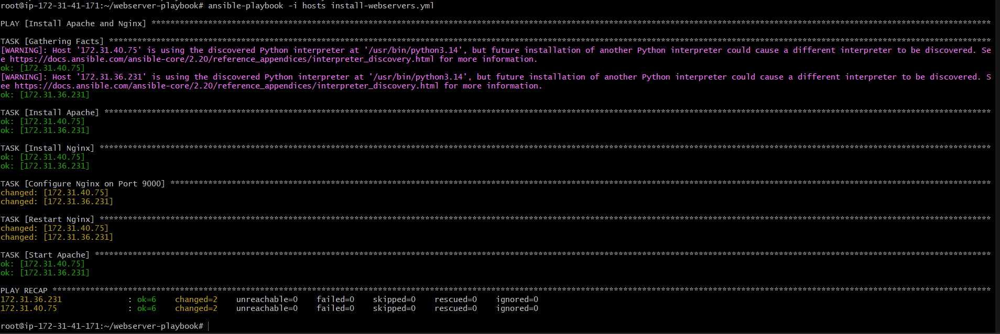 root@ip-172-31-41-171:~/webserver-playbook# ansible-playbook -i hosts install-webservers.yml
PLAY [Install Apache and Nginx] **********************************************************************************************************************************************************************************
TASK [Gathering Facts] *******************************************************************************************************************************************************************************************
[WARNING]: Host '172.31.40.75' is using the discovered Python interpreter at '/usr/bin/python3.14', but future installation of another Python interpreter could cause a different interpreter to be discovered. Se
e https://docs.ansible.com/ansible-core/2.20/reference_appendices/interpreter_discovery.html for more information.
ok: [172.31.40.75]
[WARNING]: Host '172.31.36.231' is using the discovered Python interpreter at '/usr/bin/python3.14', but future installation of another Python interpreter could cause a different interpreter to be discovered. S
ee https://docs.ansible.com/ansible-core/2.20/reference_appendices/interpreter_discovery.html for more information.
ok: [172.31.36.231]
TASK [Install Apache] ********************************************************************************************************************************************************************************************
ok: [172.31.40.75]
ok: [172.31.36.231]
TASK [Install Nginx] *********************************************************************************************************************************************************************************************
ok: [172.31.40.75]
ok: [172.31.36.231]
TASK [Configure Nginx on Port 9000] ******************************************************************************************************************************************************************************
changed: [172.31.40.75]
changed: [172.31.36.231]
TASK [Restart Nginx] *********************************************************************************************************************************************************************************************
changed: [172.31.40.75]
changed: [172.31.36.231]
TASK [Start Apache] **********************************************************************************************************************************************************************************************
ok: [172.31.40.75]
ok: [172.31.36.231]
PLAY RECAP *******************************************************************************************************************************************************************************************************
172.31.36.231              : ok=6    changed=2    unreachable=0    failed=0    skipped=0    rescued=0    ignored=0
172.31.40.75               : ok=6    changed=2    unreachable=0    failed=0    skipped=0    rescued=0    ignored=0
root@ip-172-31-41-171:~/webserver-playbook#